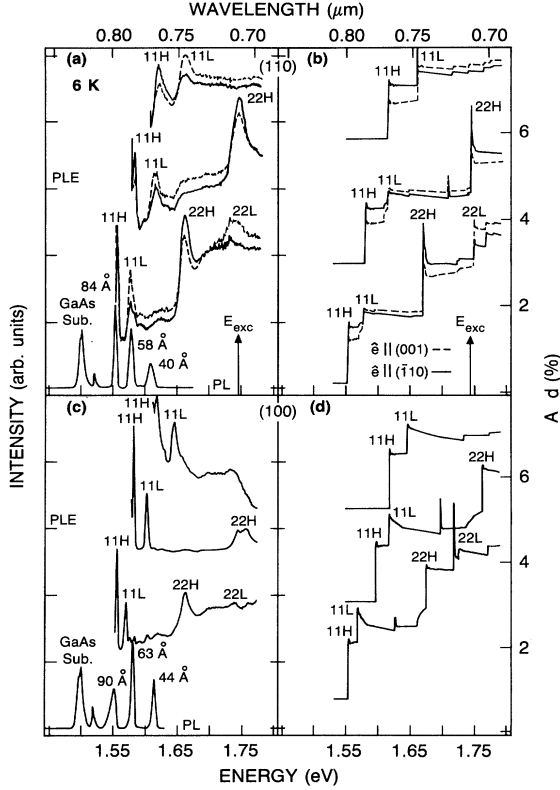 WAVELENGTH (μm)
0.80 0.75 0.70 0.80 0.75 0.70
(a) 11H 11L (110) (b) 11L
6 K 11H
22H 22H
11H
6
PLE 11L
11H 11L
4
11H 22H 22L 22H 22L
11L
84 Å 11H 11L
GaAs
Sub. Eexc Eexc
2
58 Å ê || (001) ----
40 Å ê || (1̄10) —
PL
INTENSITY (arb. units)
A d (%)
(c) 11H 11L (100) (d) 11L
11H 11H
22H
11L 6
PLE 22H 11L
11H 11H 22L
22H 4
11L 22H 22L
11L
GaAs 11H
Sub. 63 Å
2
90 Å 44 Å
PL
1.55 1.65 1.75 1.55 1.65 1.75
ENERGY (eV)